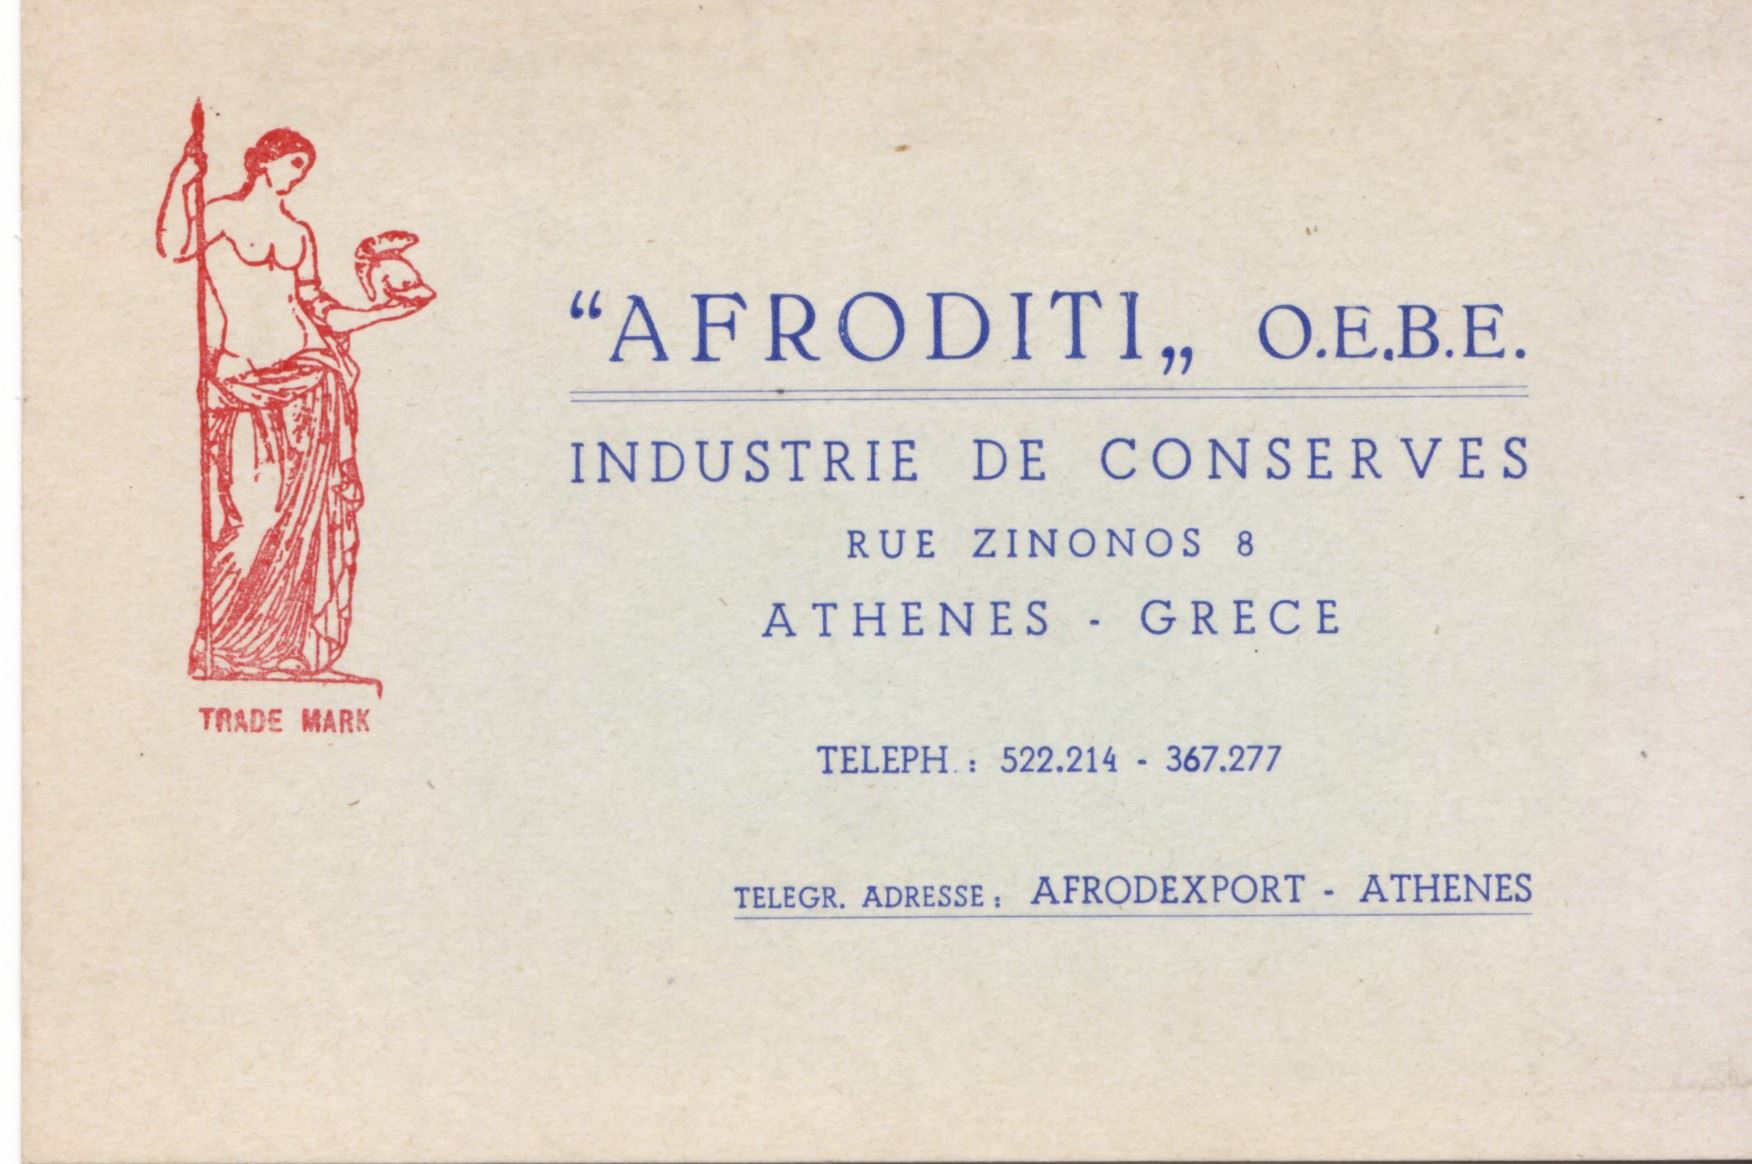 "AFRODITI„ O.E.B.E.
INDUSTRIE DE CONSERVES
RUE ZINONOS 8
ATHENES - GRECE
TELEPH.: 522.214 - 367.277
TELEGR. ADRESSE: AFRODEXPORT - ATHENES
TRADE MARK